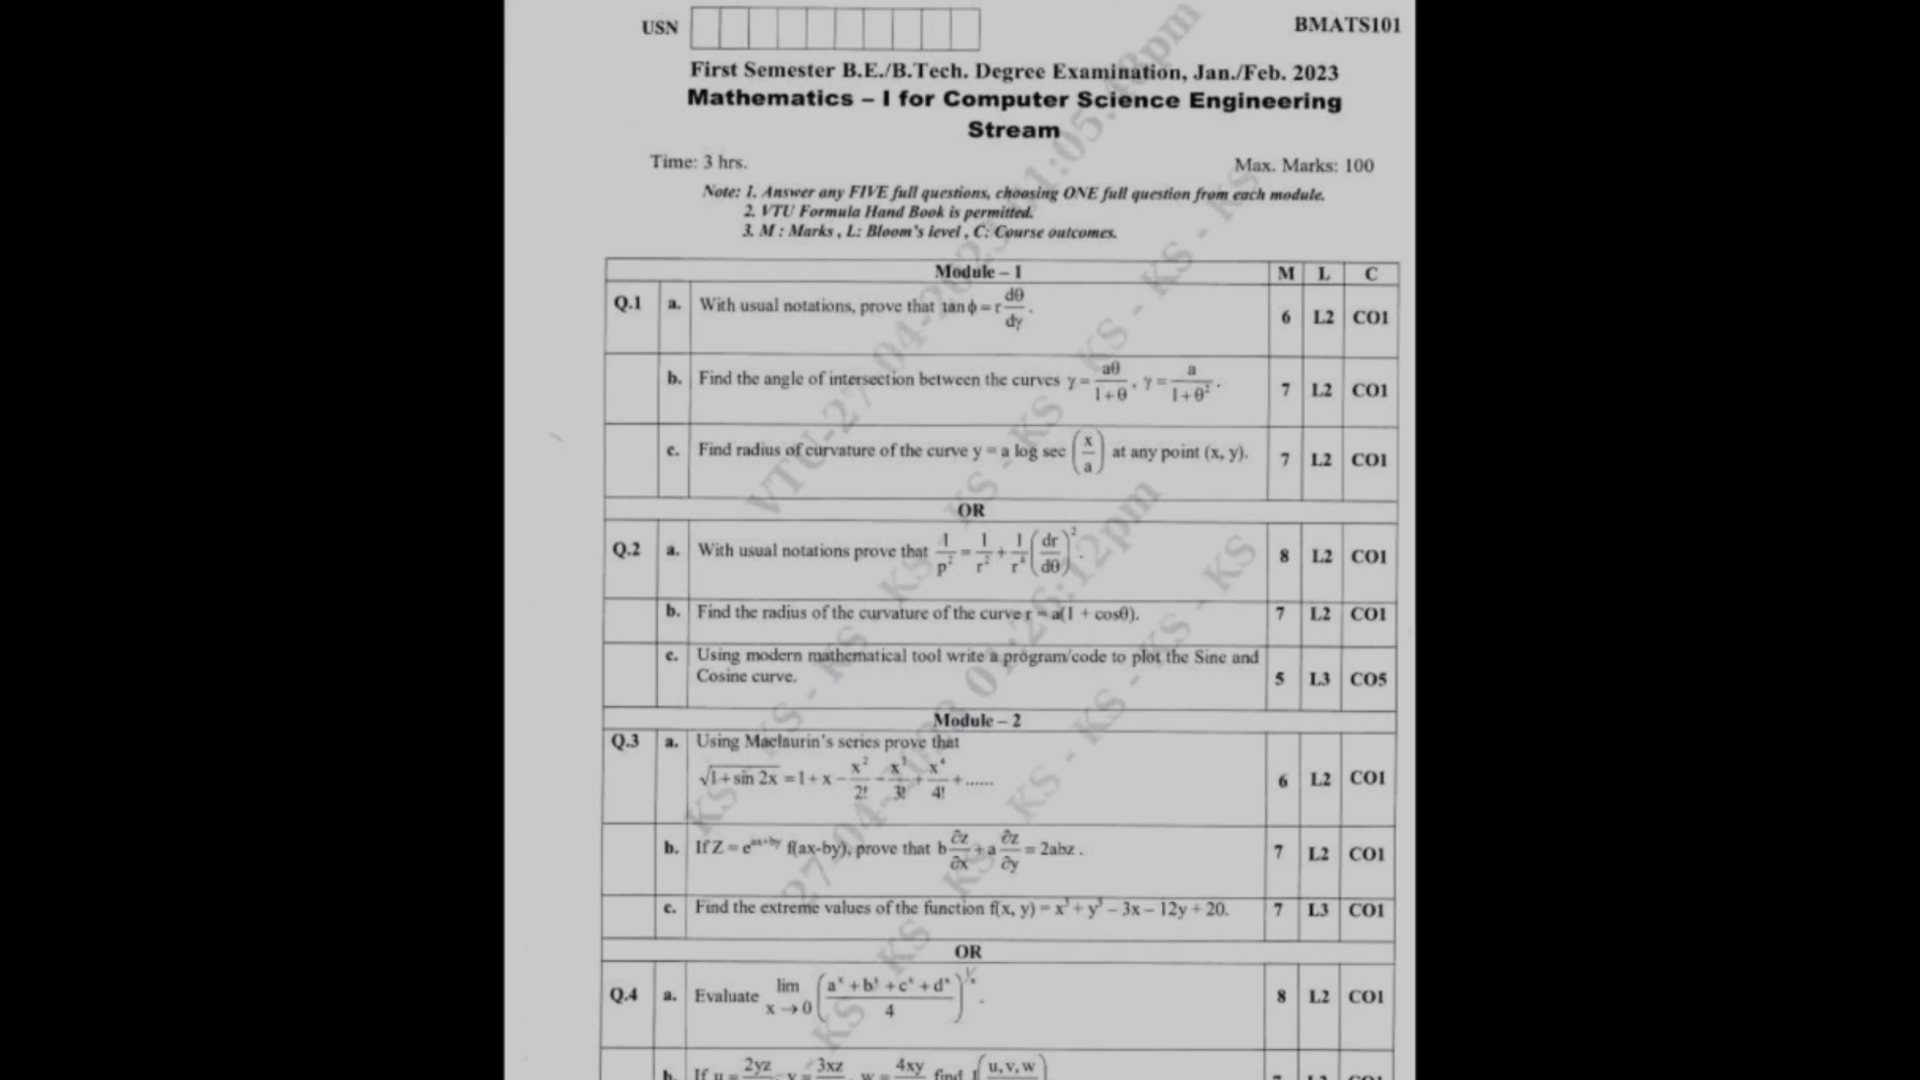 USN
BMATS101
First Semester B.E./B.Tech. Degree Examination, Jan./Feb. 2023
Mathematics – I for Computer Science Engineering
Stream
Time: 3 hrs.
Max. Marks: 100
Note: 1. Answer any FIVE full questions, choosing ONE full question from each module.
2. VTU Formula Hand Book is permitted.
3. M : Marks , L: Bloom's level , C: Course outcomes.
Module – 1 M L C
Q.1 a. With usual notations, prove that tan ϕ = r dθ/dγ . 6 L2 CO1
b. Find the angle of intersection between the curves γ = aθ/(1+θ) , γ = a/(1+θ²) . 7 L2 CO1
c. Find radius of curvature of the curve y = a log sec (x/a) at any point (x, y). 7 L2 CO1
OR
Q.2 a. With usual notations prove that 1/p² = 1/r² + 1/r⁴ (dr/dθ)² . 8 L2 CO1
b. Find the radius of the curvature of the curve r = a(1 + cosθ). 7 L2 CO1
c. Using modern mathematical tool write a program/code to plot the Sine and
Cosine curve. 5 L3 CO5
Module – 2
Q.3 a. Using Maclaurin's series prove that
√(1+sin 2x) = 1 + x − x²/2! − x³/3! + x⁴/4! + ...... 6 L2 CO1
b. If Z = e^(ax+by) f(ax-by), prove that b ∂z/∂x + a ∂z/∂y = 2abz . 7 L2 CO1
c. Find the extreme values of the function f(x, y) = x³ + y³ – 3x – 12y + 20. 7 L3 CO1
OR
Q.4 a. Evaluate lim x→0 ((aˣ + bˣ + cˣ + dˣ)/4)^(1/x) . 8 L2 CO1
b. If u = 2yz v = 3xz w = 4xy find J (u, v, w